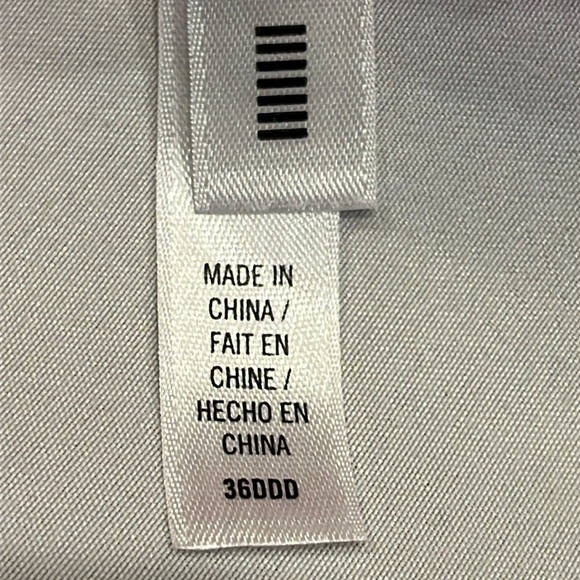 MADE IN
CHINA /
FAIT EN
CHINE /
HECHO EN
CHINA
36DDD